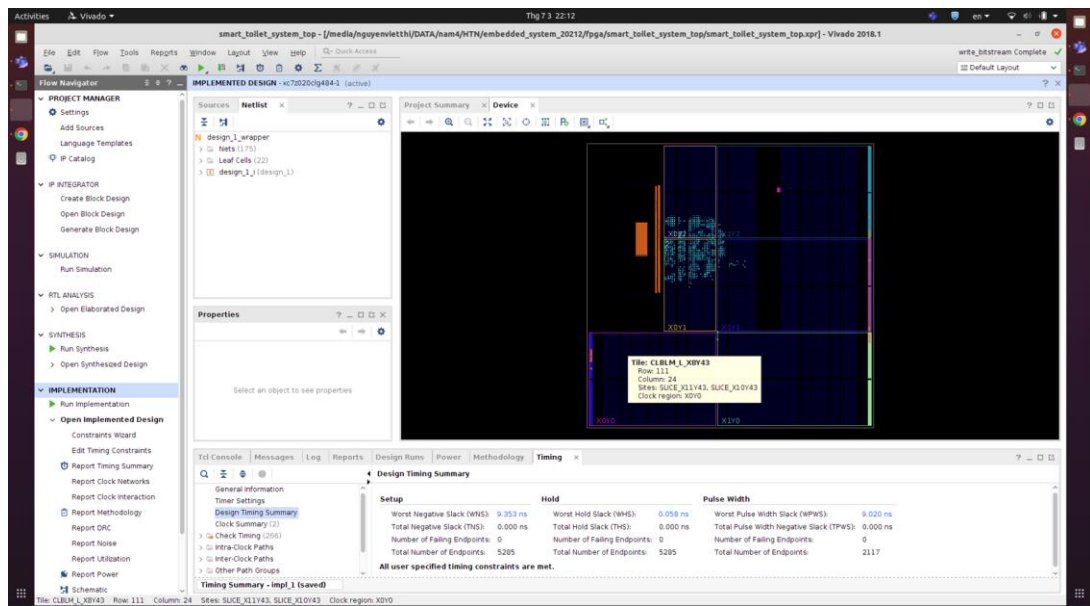 Activities
Vivado
Thg 7 3 22:12
en
smart_toilet_system_top - [/media/nguyenvietthi/DATA/nam4/HTN/embedded_system_20212/fpga/smart_toilet_system_top/smart_toilet_system_top.xpr] - Vivado 2018.1
File Edit Flow Tools Reports Window Layout View Help Quick Access
write_bitstream Complete
Default Layout
Flow Navigator
IMPLEMENTED DESIGN - xc7z020clg484-1 (active)
PROJECT MANAGER
Settings
Add Sources
Language Templates
IP Catalog
IP INTEGRATOR
Create Block Design
Open Block Design
Generate Block Design
SIMULATION
Run Simulation
RTL ANALYSIS
Open Elaborated Design
SYNTHESIS
Run Synthesis
Open Synthesized Design
IMPLEMENTATION
Run Implementation
Open Implemented Design
Constraints Wizard
Edit Timing Constraints
Report Timing Summary
Report Clock Networks
Report Clock Interaction
Report Methodology
Report DRC
Report Noise
Report Utilization
Report Power
Schematic
Sources Netlist
design_1_wrapper
Nets (175)
Leaf Cells (22)
design_1_i (design_1)
Properties
Select an object to see properties
Project Summary Device
X0Y2 X1Y2
X0Y1 X1Y1
Tile: CLBLM_L_X8Y43
Row: 111
Column: 24
Sites: SLICE_X11Y43, SLICE_X10Y43
Clock region: X0Y0
X0Y0 X1Y0
Tcl Console Messages Log Reports Design Runs Power Methodology Timing
Design Timing Summary
General Information
Timer Settings
Design Timing Summary
Clock Summary (2)
Check Timing (266)
Intra-Clock Paths
Inter-Clock Paths
Other Path Groups
Setup Hold Pulse Width
Worst Negative Slack (WNS): 9.353 ns Worst Hold Slack (WHS): 0.058 ns Worst Pulse Width Slack (WPWS): 9.020 ns
Total Negative Slack (TNS): 0.000 ns Total Hold Slack (THS): 0.000 ns Total Pulse Width Negative Slack (TPWS): 0.000 ns
Number of Failing Endpoints: 0 Number of Failing Endpoints: 0 Number of Failing Endpoints: 0
Total Number of Endpoints: 5285 Total Number of Endpoints: 5285 Total Number of Endpoints: 2117
All user specified timing constraints are met.
Timing Summary - impl_1 (saved)
Tile: CLBLM_L_X8Y43 Row: 111 Column: 24 Sites: SLICE_X11Y43, SLICE_X10Y43 Clock region: X0Y0